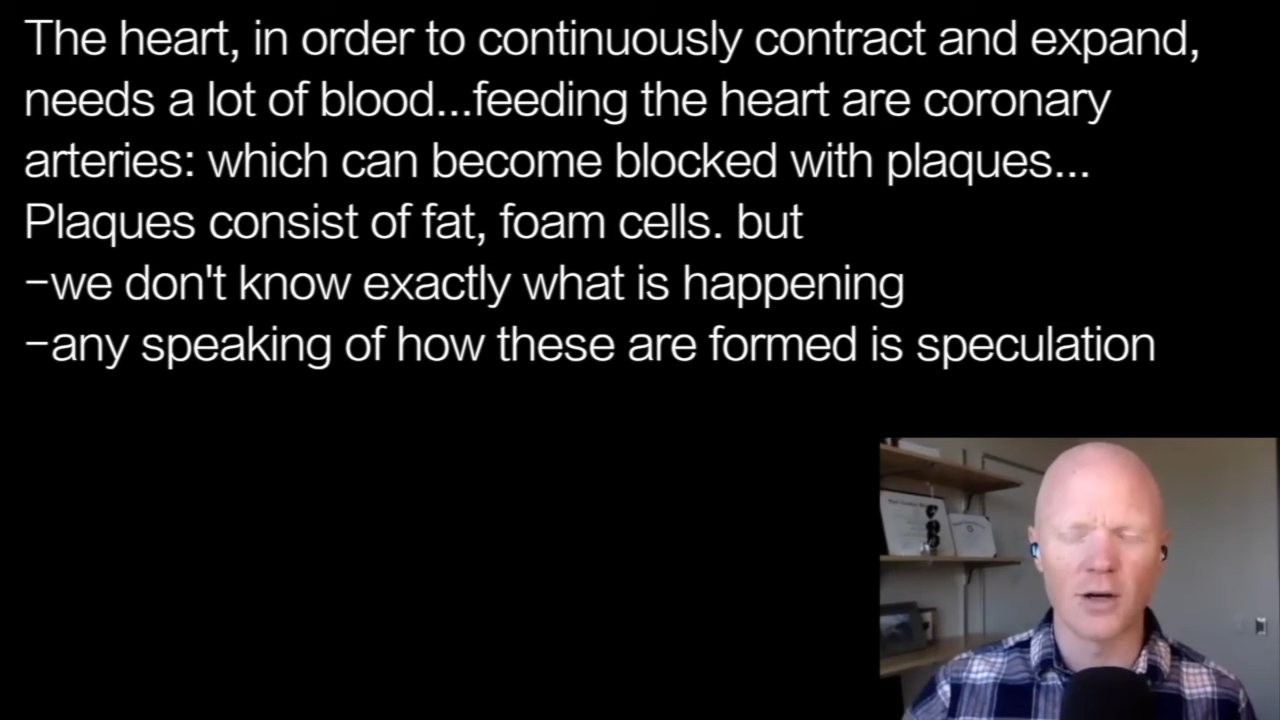 The heart, in order to continuously contract and expand,
needs a lot of blood...feeding the heart are coronary
arteries: which can become blocked with plaques...
Plaques consist of fat, foam cells. but
-we don't know exactly what is happening
-any speaking of how these are formed is speculation